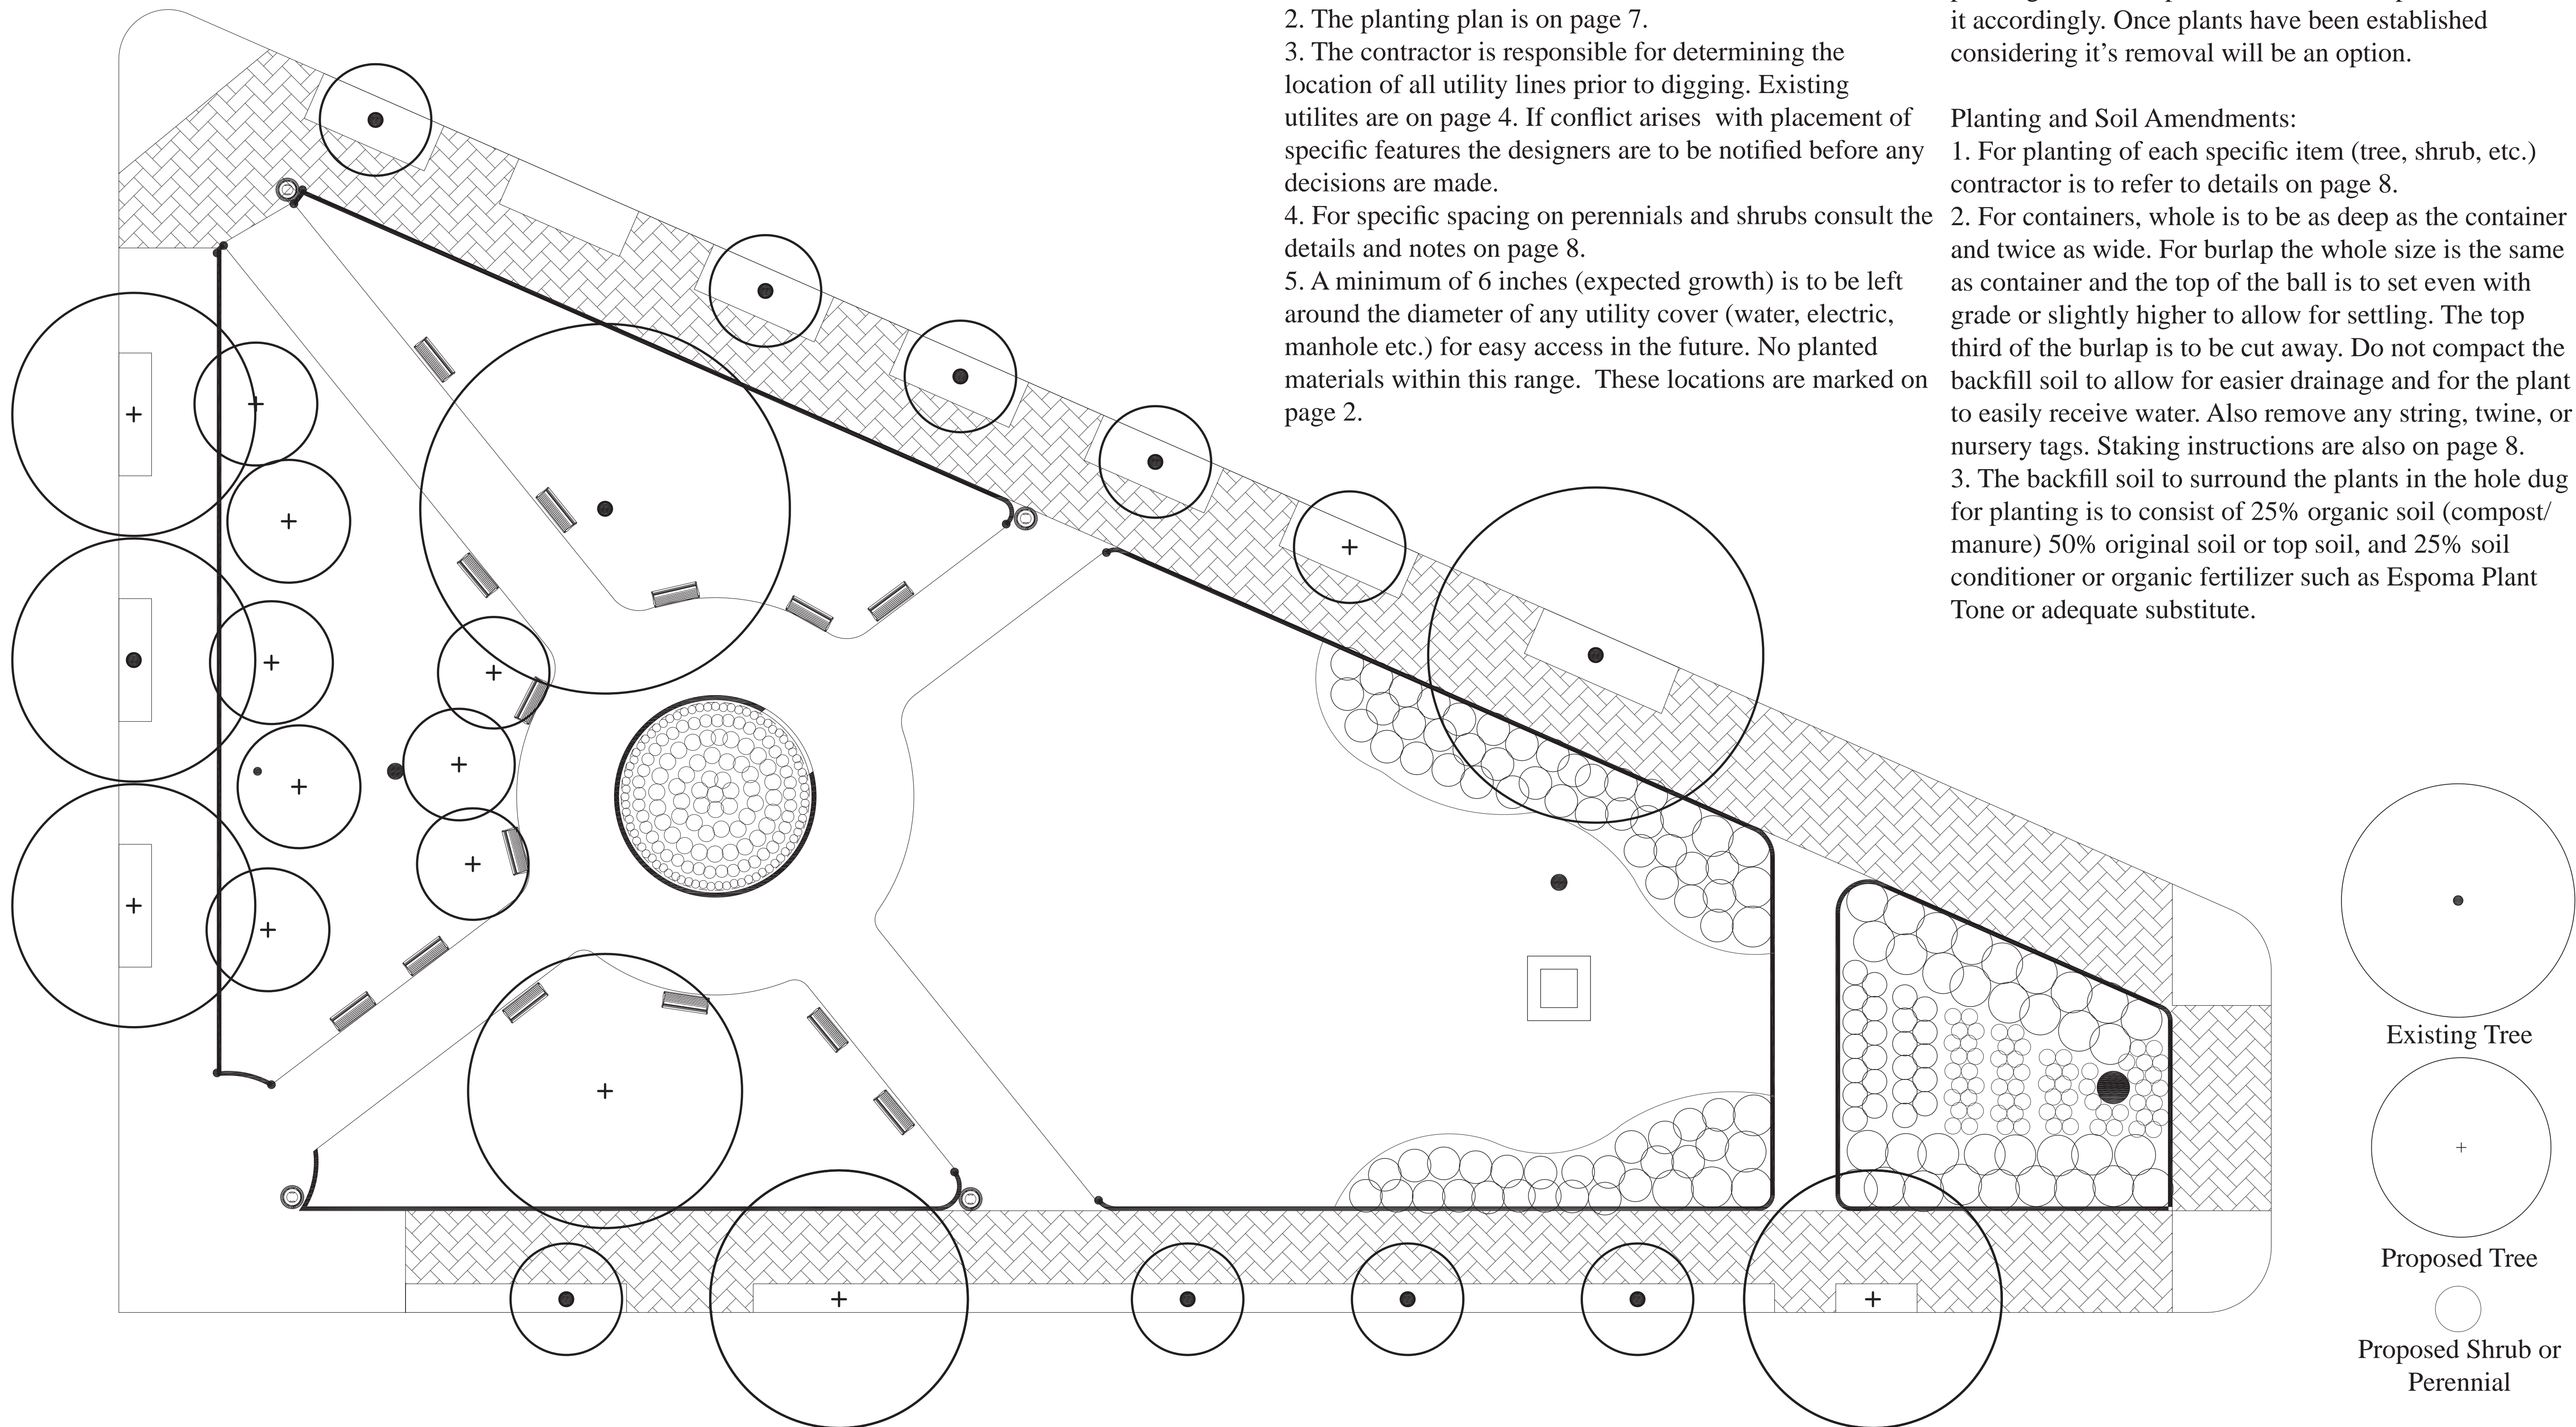 2. The planting plan is on page 7.
3. The contractor is responsible for determining the
location of all utility lines prior to digging. Existing
utilites are on page 4. If conflict arises  with placement of
specific features the designers are to be notified before any
decisions are made.
4. For specific spacing on perennials and shrubs consult the
details and notes on page 8.
5. A minimum of 6 inches (expected growth) is to be left
around the diameter of any utility cover (water, electric,
manhole etc.) for easy access in the future. No planted
materials within this range.  These locations are marked on
page 2.
it accordingly. Once plants have been established
considering it’s removal will be an option.
Planting and Soil Amendments:
1. For planting of each specific item (tree, shrub, etc.)
contractor is to refer to details on page 8.
2. For containers, whole is to be as deep as the container
and twice as wide. For burlap the whole size is the same
as container and the top of the ball is to set even with
grade or slightly higher to allow for settling. The top
third of the burlap is to be cut away. Do not compact the
backfill soil to allow for easier drainage and for the plant
to easily receive water. Also remove any string, twine, or
nursery tags. Staking instructions are also on page 8.
3. The backfill soil to surround the plants in the hole dug
for planting is to consist of 25% organic soil (compost/
manure) 50% original soil or top soil, and 25% soil
conditioner or organic fertilizer such as Espoma Plant
Tone or adequate substitute.
Existing Tree
Proposed Tree
Proposed Shrub or
Perennial